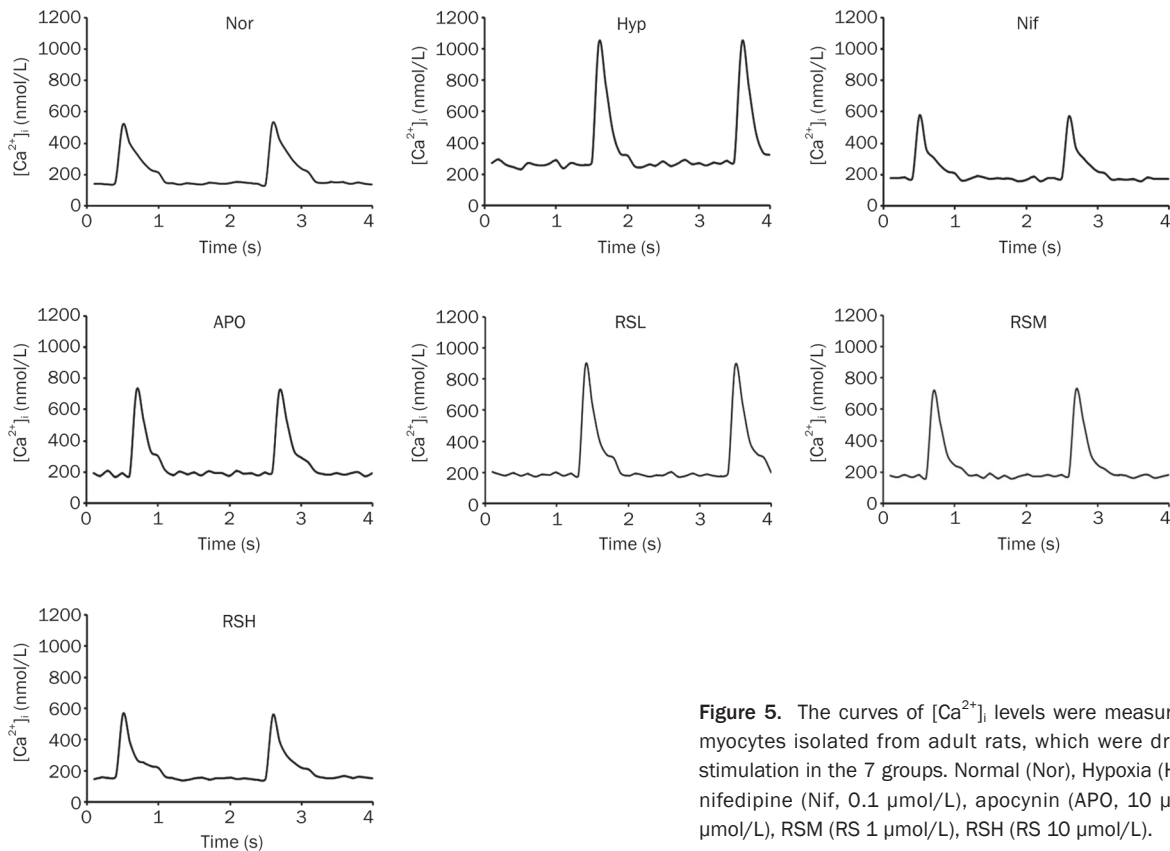 Nor
1200
1000
800
600
400
200
0
[Ca²⁺]ᵢ (nmol/L)
0 1 2 3 4
Time (s)
Hyp
1200
1000
800
600
400
200
0
[Ca²⁺]ᵢ (nmol/L)
0 1 2 3 4
Time (s)
Nif
1200
1000
800
600
400
200
0
[Ca²⁺]ᵢ (nmol/L)
0 1 2 3 4
Time (s)
APO
1200
1000
800
600
400
200
0
[Ca²⁺]ᵢ (nmol/L)
0 1 2 3 4
Time (s)
RSL
1200
1000
800
600
400
200
0
[Ca²⁺]ᵢ (nmol/L)
0 1 2 3 4
Time (s)
RSM
1200
1000
800
600
400
200
0
[Ca²⁺]ᵢ (nmol/L)
0 1 2 3 4
Time (s)
RSH
1200
1000
800
600
400
200
0
[Ca²⁺]ᵢ (nmol/L)
0 1 2 3 4
Time (s)
Figure 5. The curves of [Ca²⁺]ᵢ levels were
myocytes isolated from adult rats, which were
stimulation in the 7 groups. Normal (Nor), Hypoxia
nifedipine (Nif, 0.1 μmol/L), apocynin (APO, 10
μmol/L), RSM (RS 1 μmol/L), RSH (RS 10 μmol/L).